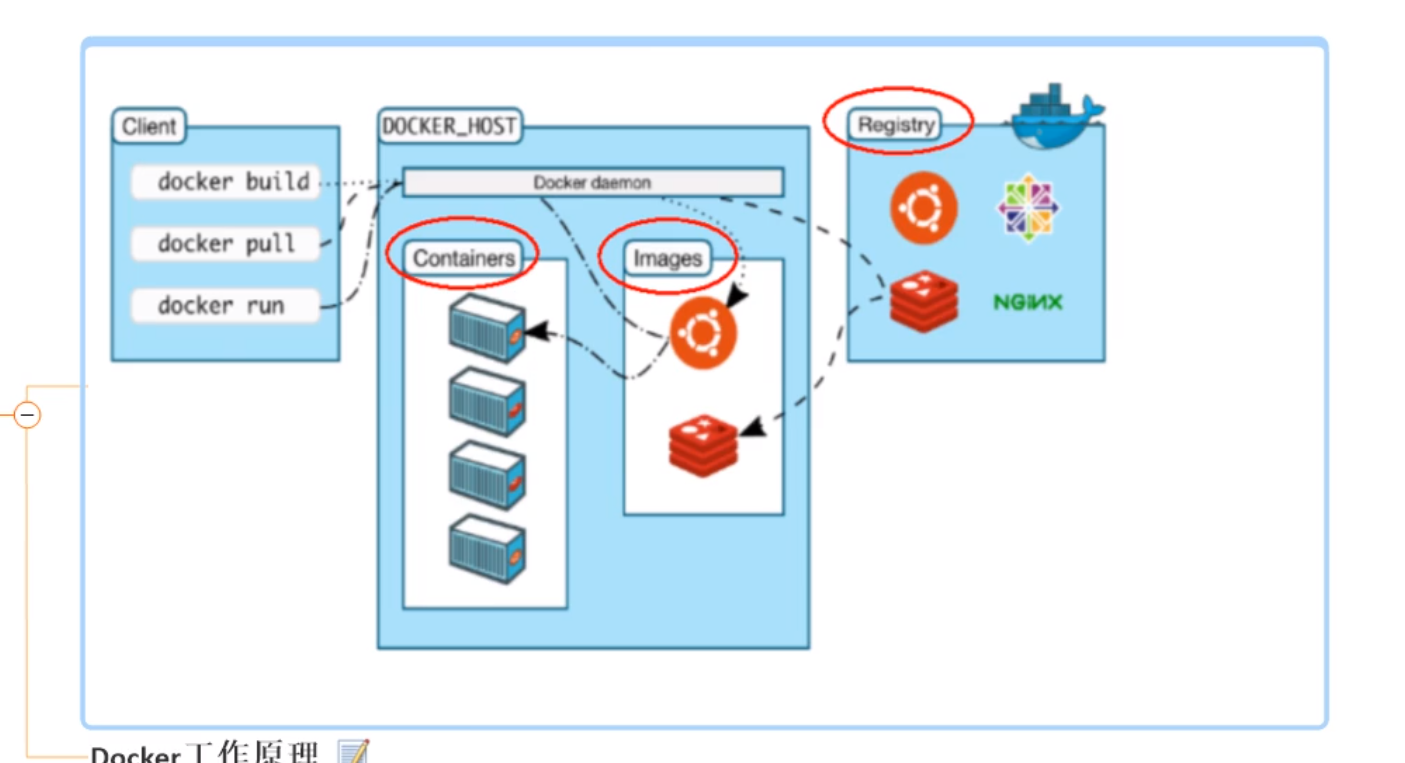 Client
docker build
docker pull
docker run
DOCKER_HOST
Docker daemon
Containers
Images
Registry
NGINX
Docker工作原理